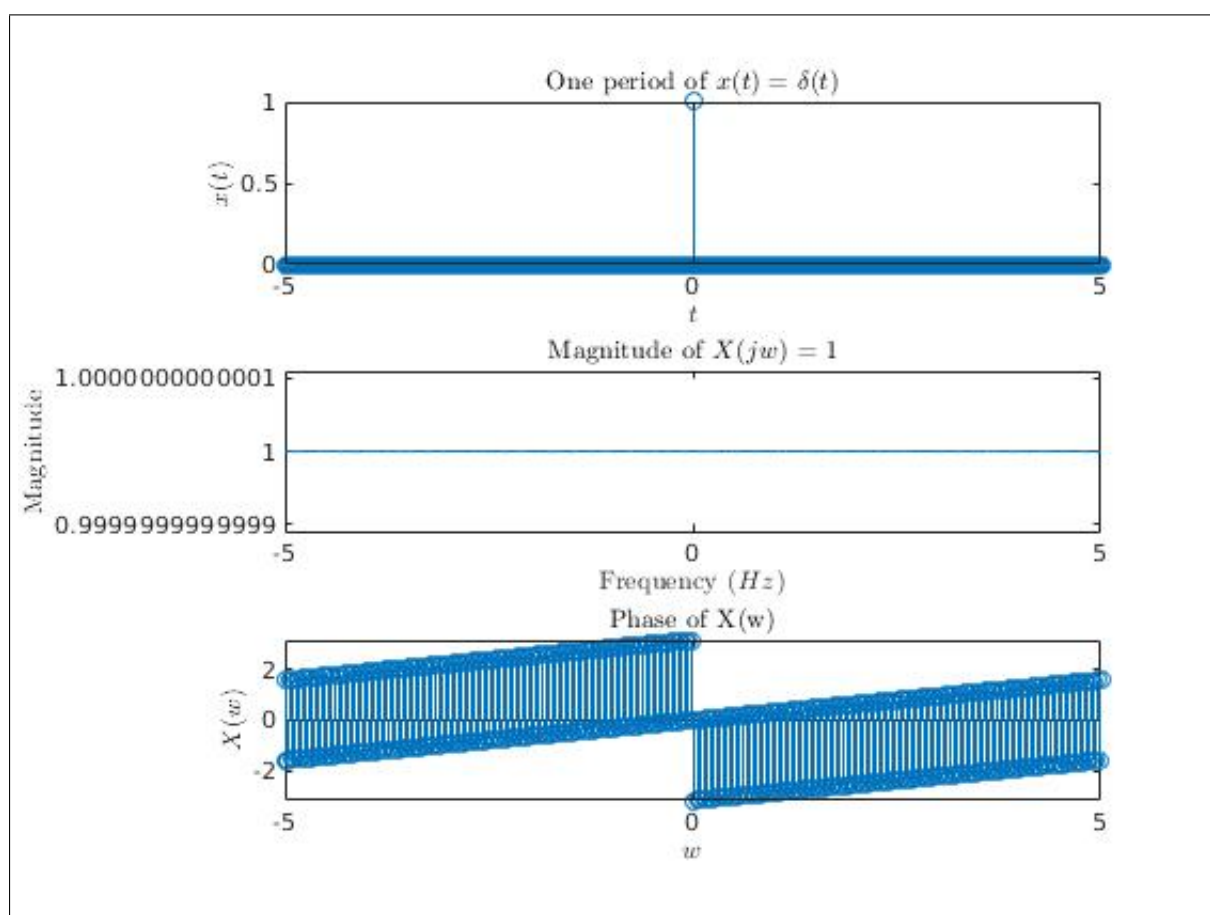 One period of x(t) = δ(t)
1
0.5
0
x(t)
-5 0 5
t
Magnitude of X(jw) = 1
1.0000000000001
1
0.9999999999999
Magnitude
-5 0 5
Frequency (Hz)
Phase of X(w)
2
0
-2
X(w)
-5 0 5
w